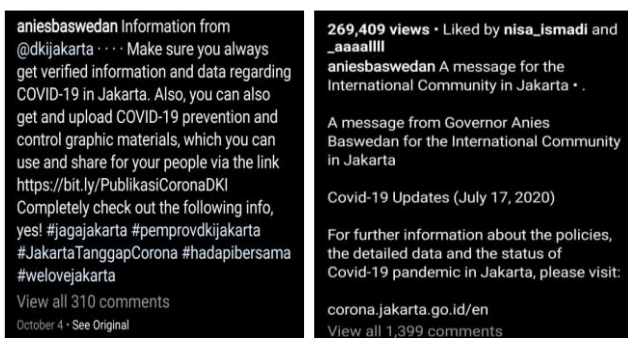 aniesbaswedan Information from
@dkijakarta · · · · Make sure you always
get verified information and data regarding
COVID-19 in Jakarta. Also, you can also
get and upload COVID-19 prevention and
control graphic materials, which you can
use and share for your people via the link
https://bit.ly/PublikasiCoronaDKI
Completely check out the following info,
yes! #jagajakarta #pemprovdkijakarta
#JakartaTanggapCorona #hadapibersama
#welovejakarta
View all 310 comments
October 4 • See Original
269,409 views • Liked by nisa_ismadi and
_aaaallll
aniesbaswedan A message for the
International Community in Jakarta • .
A message from Governor Anies
Baswedan for the International Community
in Jakarta
Covid-19 Updates (July 17, 2020)
For further information about the policies,
the detailed data and the status of
Covid-19 pandemic in Jakarta, please visit:
corona.jakarta.go.id/en
View all 1,399 comments